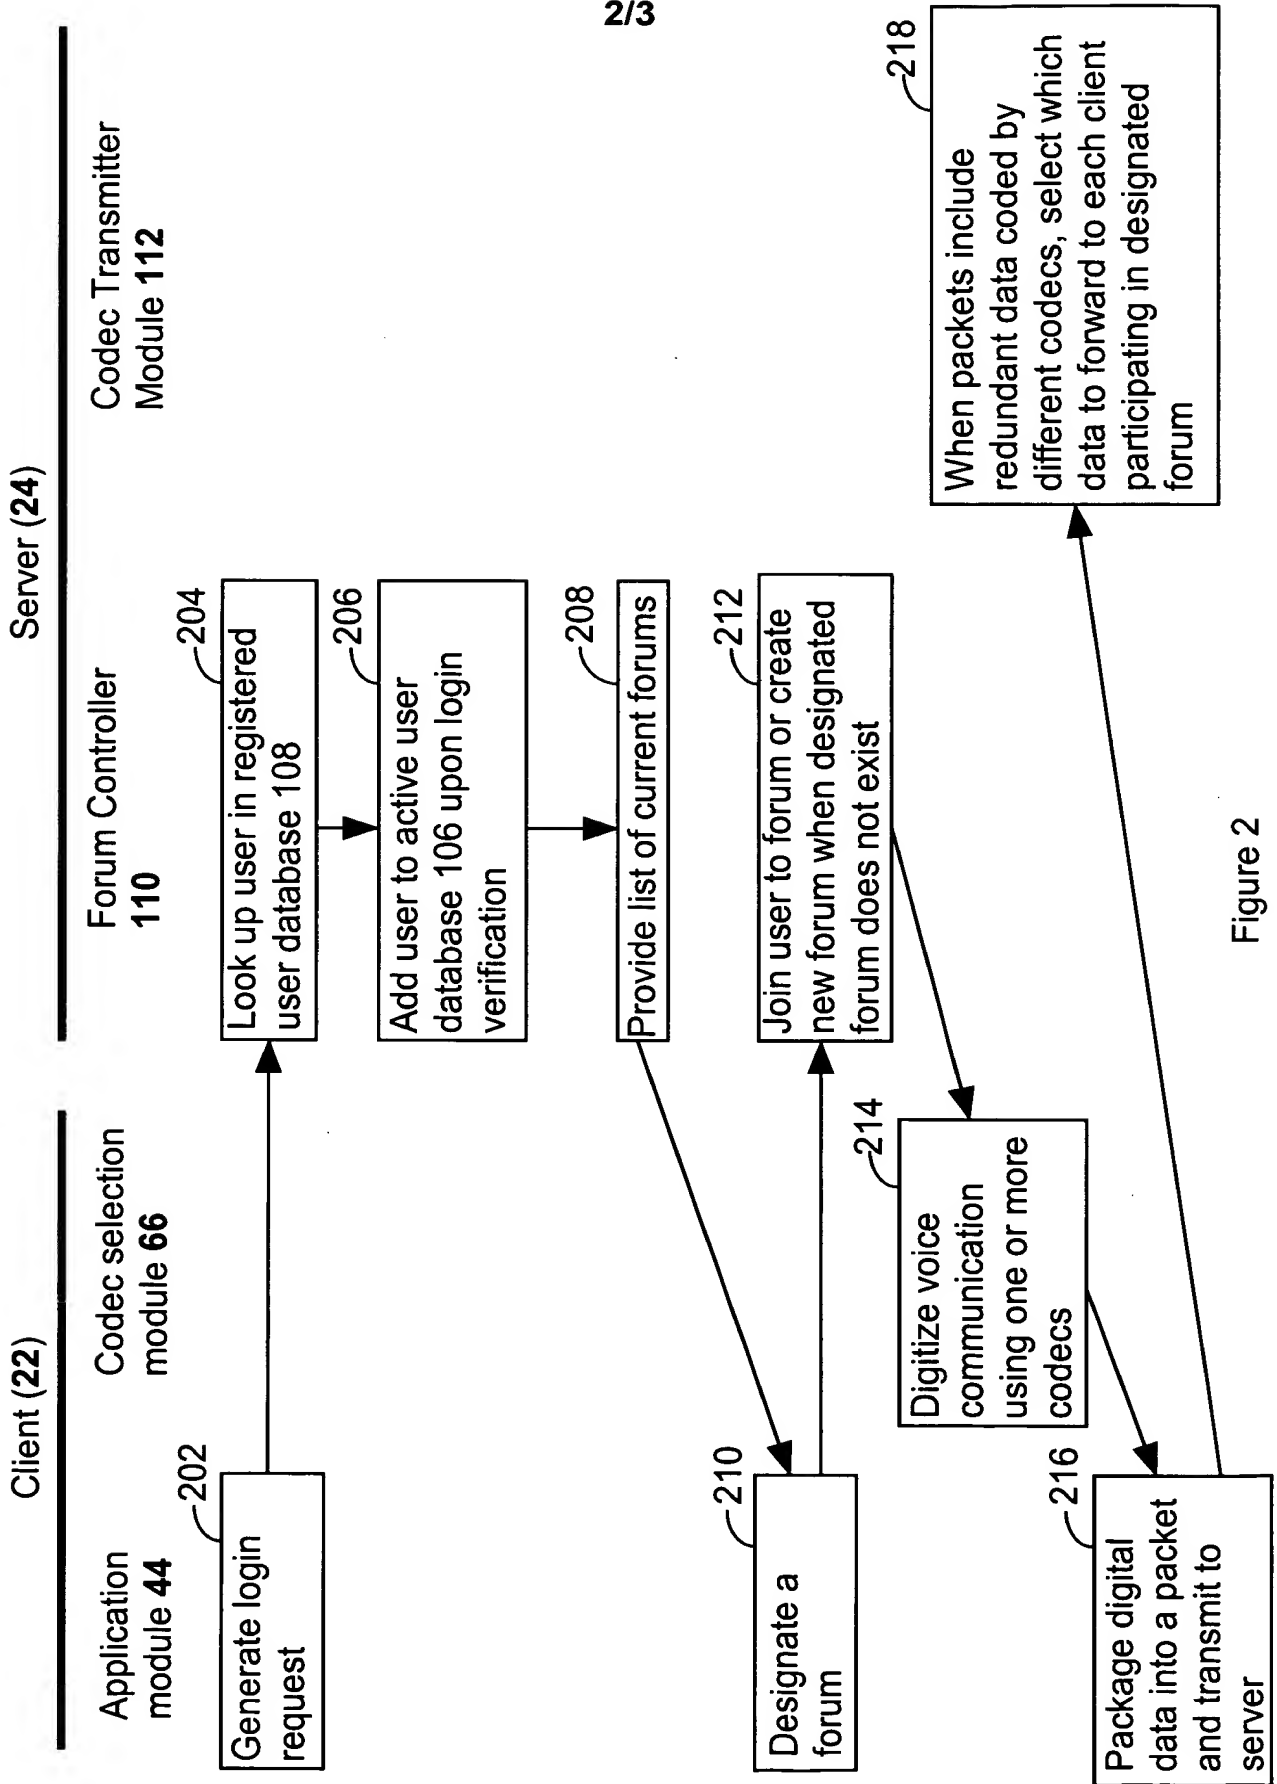 2/3
Client (22)
Server (24)
Application
module 44
Codec selection
module 66
Forum Controller
110
Codec Transmitter
Module 112
202
Generate login
request
204
Look up user in registered
user database 108
206
Add user to active user
database 106 upon login
verification
208
Provide list of current forums
210
Designate a
forum
212
Join user to forum or create
new forum when designated
forum does not exist
214
Digitize voice
communication
using one or more
codecs
216
Package digital
data into a packet
and transmit to
server
218
When packets include
redundant data coded by
different codecs, select which
data to forward to each client
participating in designated
forum
Figure 2